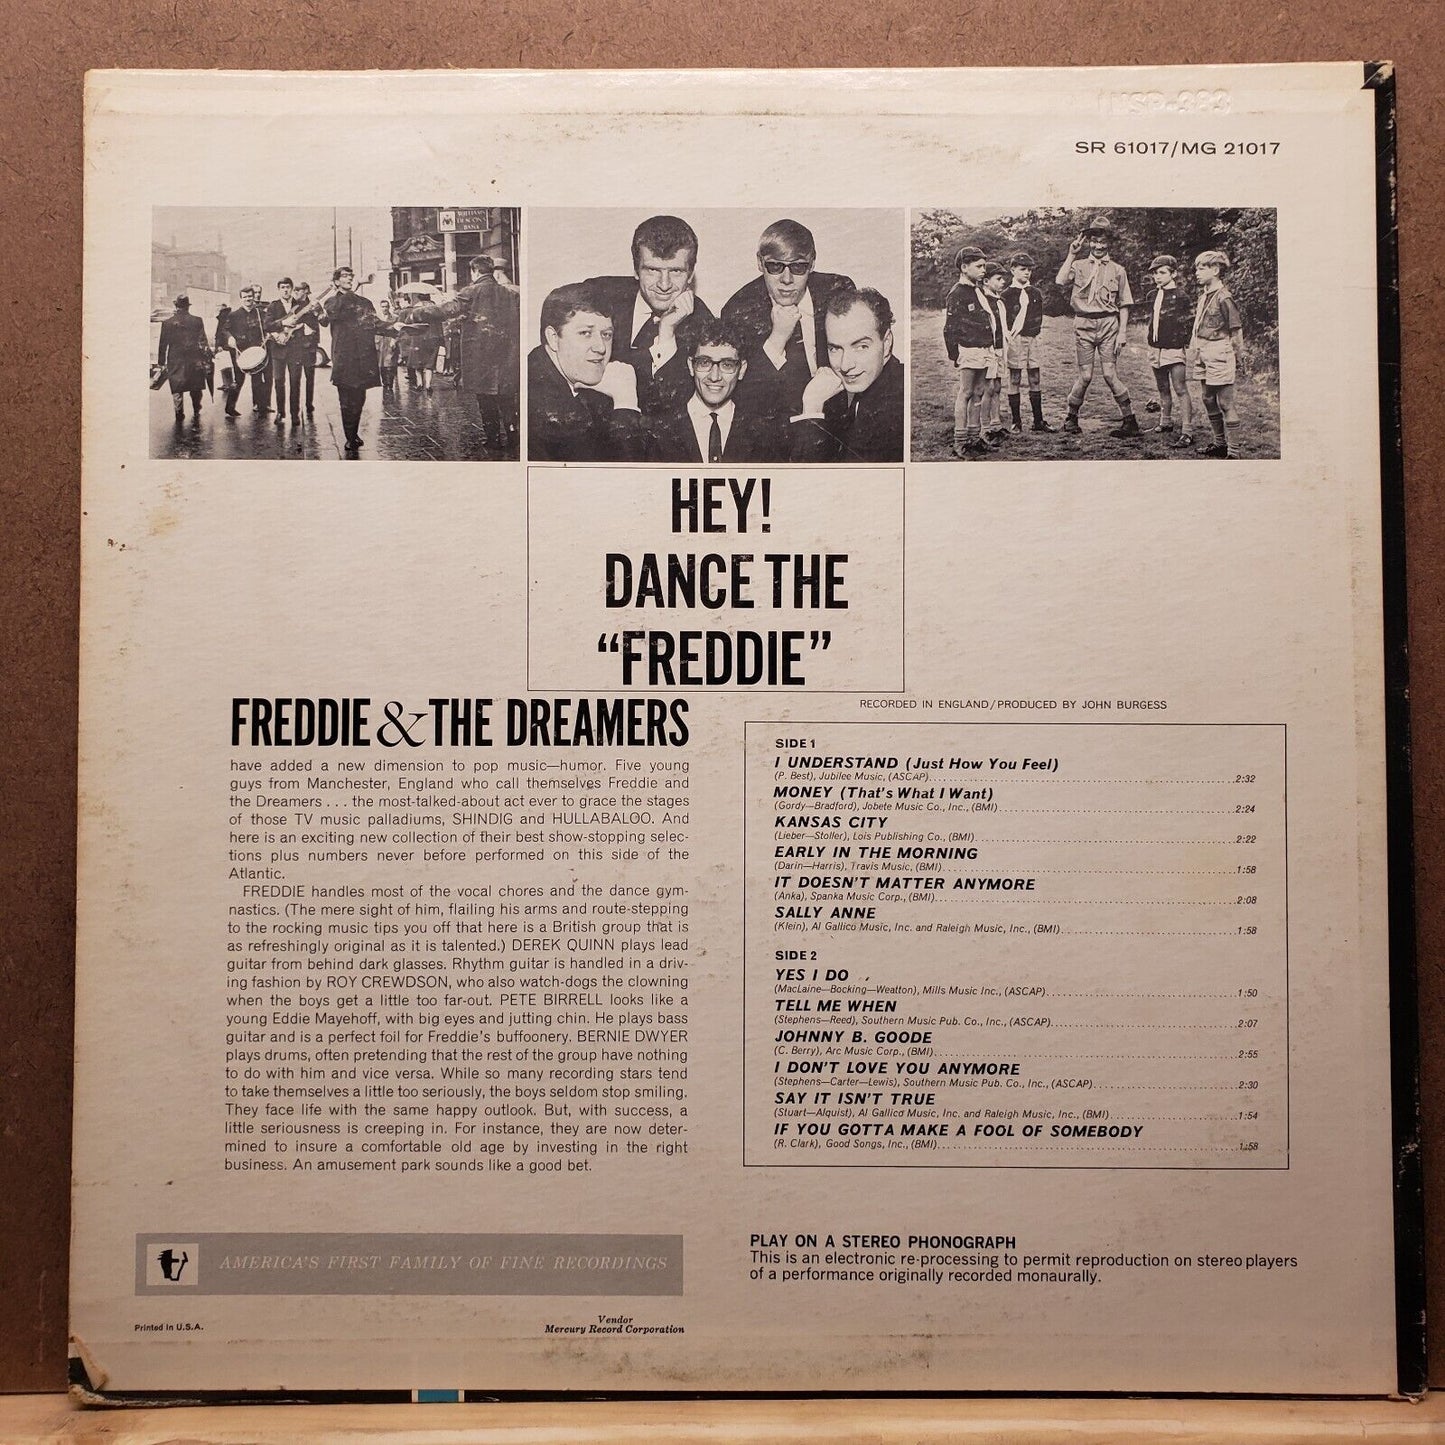 SR 61017/MG 21017
HEY!
DANCE THE
“FREDDIE”
FREDDIE & THE DREAMERS
have added a new dimension to pop music—humor. Five young
guys from Manchester, England who call themselves Freddie and
the Dreamers . . . the most-talked-about act ever to grace the stages
of those TV music palladiums, SHINDIG and HULLABALOO. And
here is an exciting new collection of their best show-stopping selec-
tions plus numbers never before performed on this side of the
Atlantic.
FREDDIE handles most of the vocal chores and the dance gym-
nastics. (The mere sight of him, flailing his arms and route-stepping
to the rocking music tips you off that here is a British group that is
as refreshingly original as it is talented.) DEREK QUINN plays lead
guitar from behind dark glasses. Rhythm guitar is handled in a driv-
ing fashion by ROY CREWDSON, who also watch-dogs the clowning
when the boys get a little too far-out. PETE BIRRELL looks like a
young Eddie Mayehoff, with big eyes and jutting chin. He plays bass
guitar and is a perfect foil for Freddie’s buffoonery. BERNIE DWYER
plays drums, often pretending that the rest of the group have nothing
to do with him and vice versa. While so many recording stars tend
to take themselves a little too seriously, the boys seldom stop smiling.
They face life with the same happy outlook. But, with success, a
little seriousness is creeping in. For instance, they are now deter-
mined to insure a comfortable old age by investing in the right
business. An amusement park sounds like a good bet.
RECORDED IN ENGLAND/PRODUCED BY JOHN BURGESS
SIDE 1
I UNDERSTAND (Just How You Feel)
(P. Best), Jubilee Music, (ASCAP) 2:32
MONEY (That’s What I Want)
(Gordy—Bradford), Jobete Music Co., Inc., (BMI) 2:24
KANSAS CITY
(Lieber—Stoller), Lois Publishing Co., (BMI) 2:22
EARLY IN THE MORNING
(Darin—Harris), Travis Music, (BMI) 1:58
IT DOESN’T MATTER ANYMORE
(Anka), Spanka Music Corp., (BMI) 2:08
SALLY ANNE
(Klein), Al Gallico Music, Inc. and Raleigh Music, Inc., (BMI) 1:58
SIDE 2
YES I DO
(MacLaine—Bocking—Weatton), Mills Music Inc., (ASCAP) 1:50
TELL ME WHEN
(Stephens—Reed), Southern Music Pub. Co., Inc., (ASCAP) 2:07
JOHNNY B. GOODE
(C. Berry), Arc Music Corp., (BMI) 2:55
I DON’T LOVE YOU ANYMORE
(Stephens—Carter—Lewis), Southern Music Pub. Co., Inc., (ASCAP) 2:30
SAY IT ISN’T TRUE
(Stuart—Alquist), Al Gallico Music, Inc. and Raleigh Music, Inc., (BMI) 1:54
IF YOU GOTTA MAKE A FOOL OF SOMEBODY
(R. Clark), Good Songs, Inc., (BMI) 1:58
AMERICA’S FIRST FAMILY OF FINE RECORDINGS
PLAY ON A STEREO PHONOGRAPH
This is an electronic re-processing to permit reproduction on stereo players
of a performance originally recorded monaurally.
Printed in U.S.A.
Vendor
Mercury Record Corporation